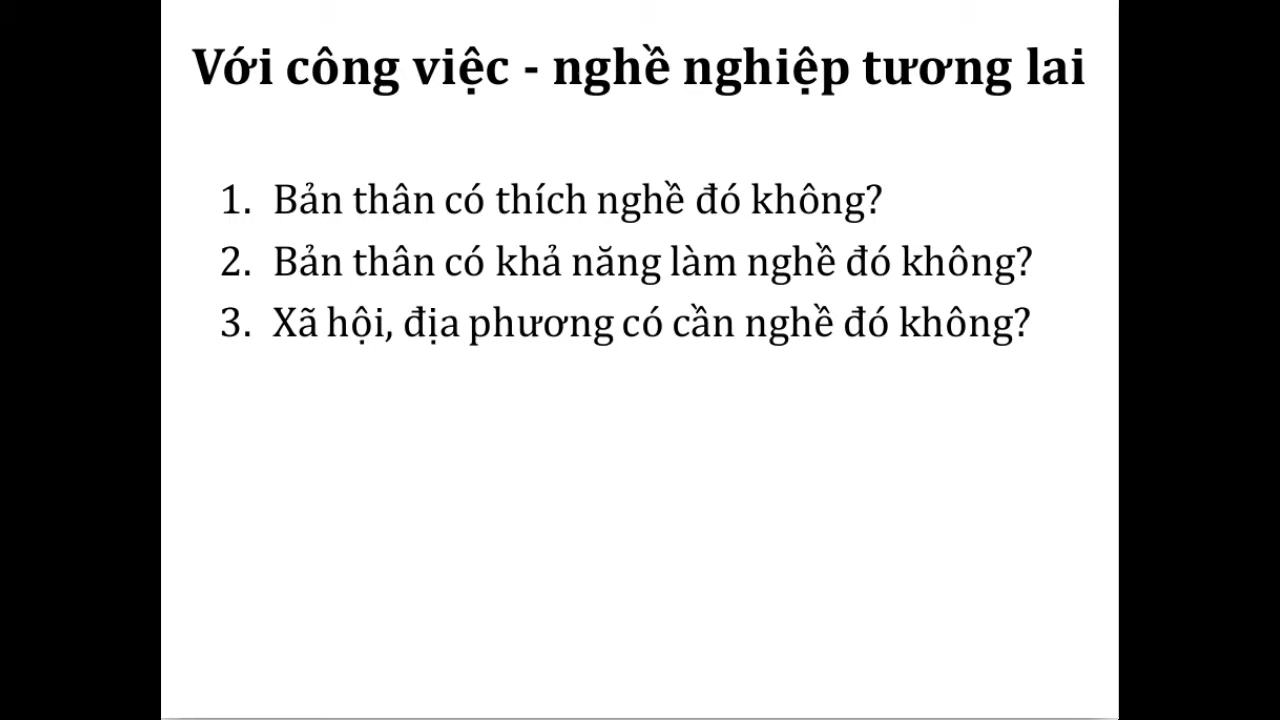 Với công việc - nghề nghiệp tương lai
1. Bản thân có thích nghề đó không?
2. Bản thân có khả năng làm nghề đó không?
3. Xã hội, địa phương có cần nghề đó không?